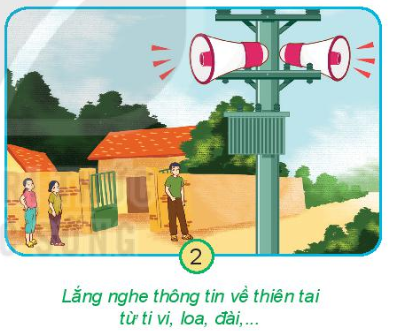 2
Lắng nghe thông tin về thiên tai
từ ti vi, loa, đài,...